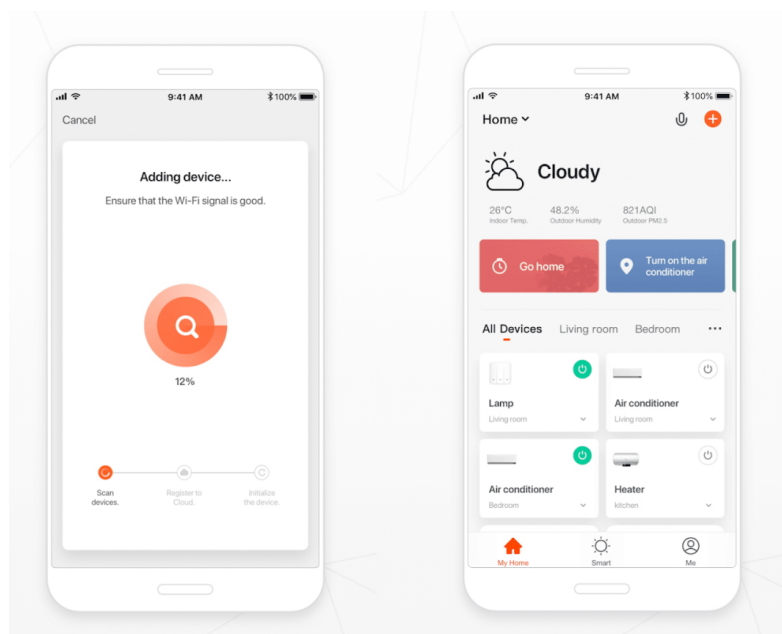 9:41 AM
100%
Cancel
Adding device...
Ensure that the Wi-Fi signal is good.
12%
Scan
devices.
Register to
Cloud.
Initialize
the device.
9:41 AM
100%
Home
Cloudy
26°C
48.2%
821AQI
Indoor Temp.
Outdoor Humidity
Outdoor PM2.5
Go home
Turn on the air
conditioner
All Devices
Living room
Bedroom
Lamp
Living room
Air conditioner
Living room
Air conditioner
Bedroom
Heater
kitchen
My Home
Smart
Me